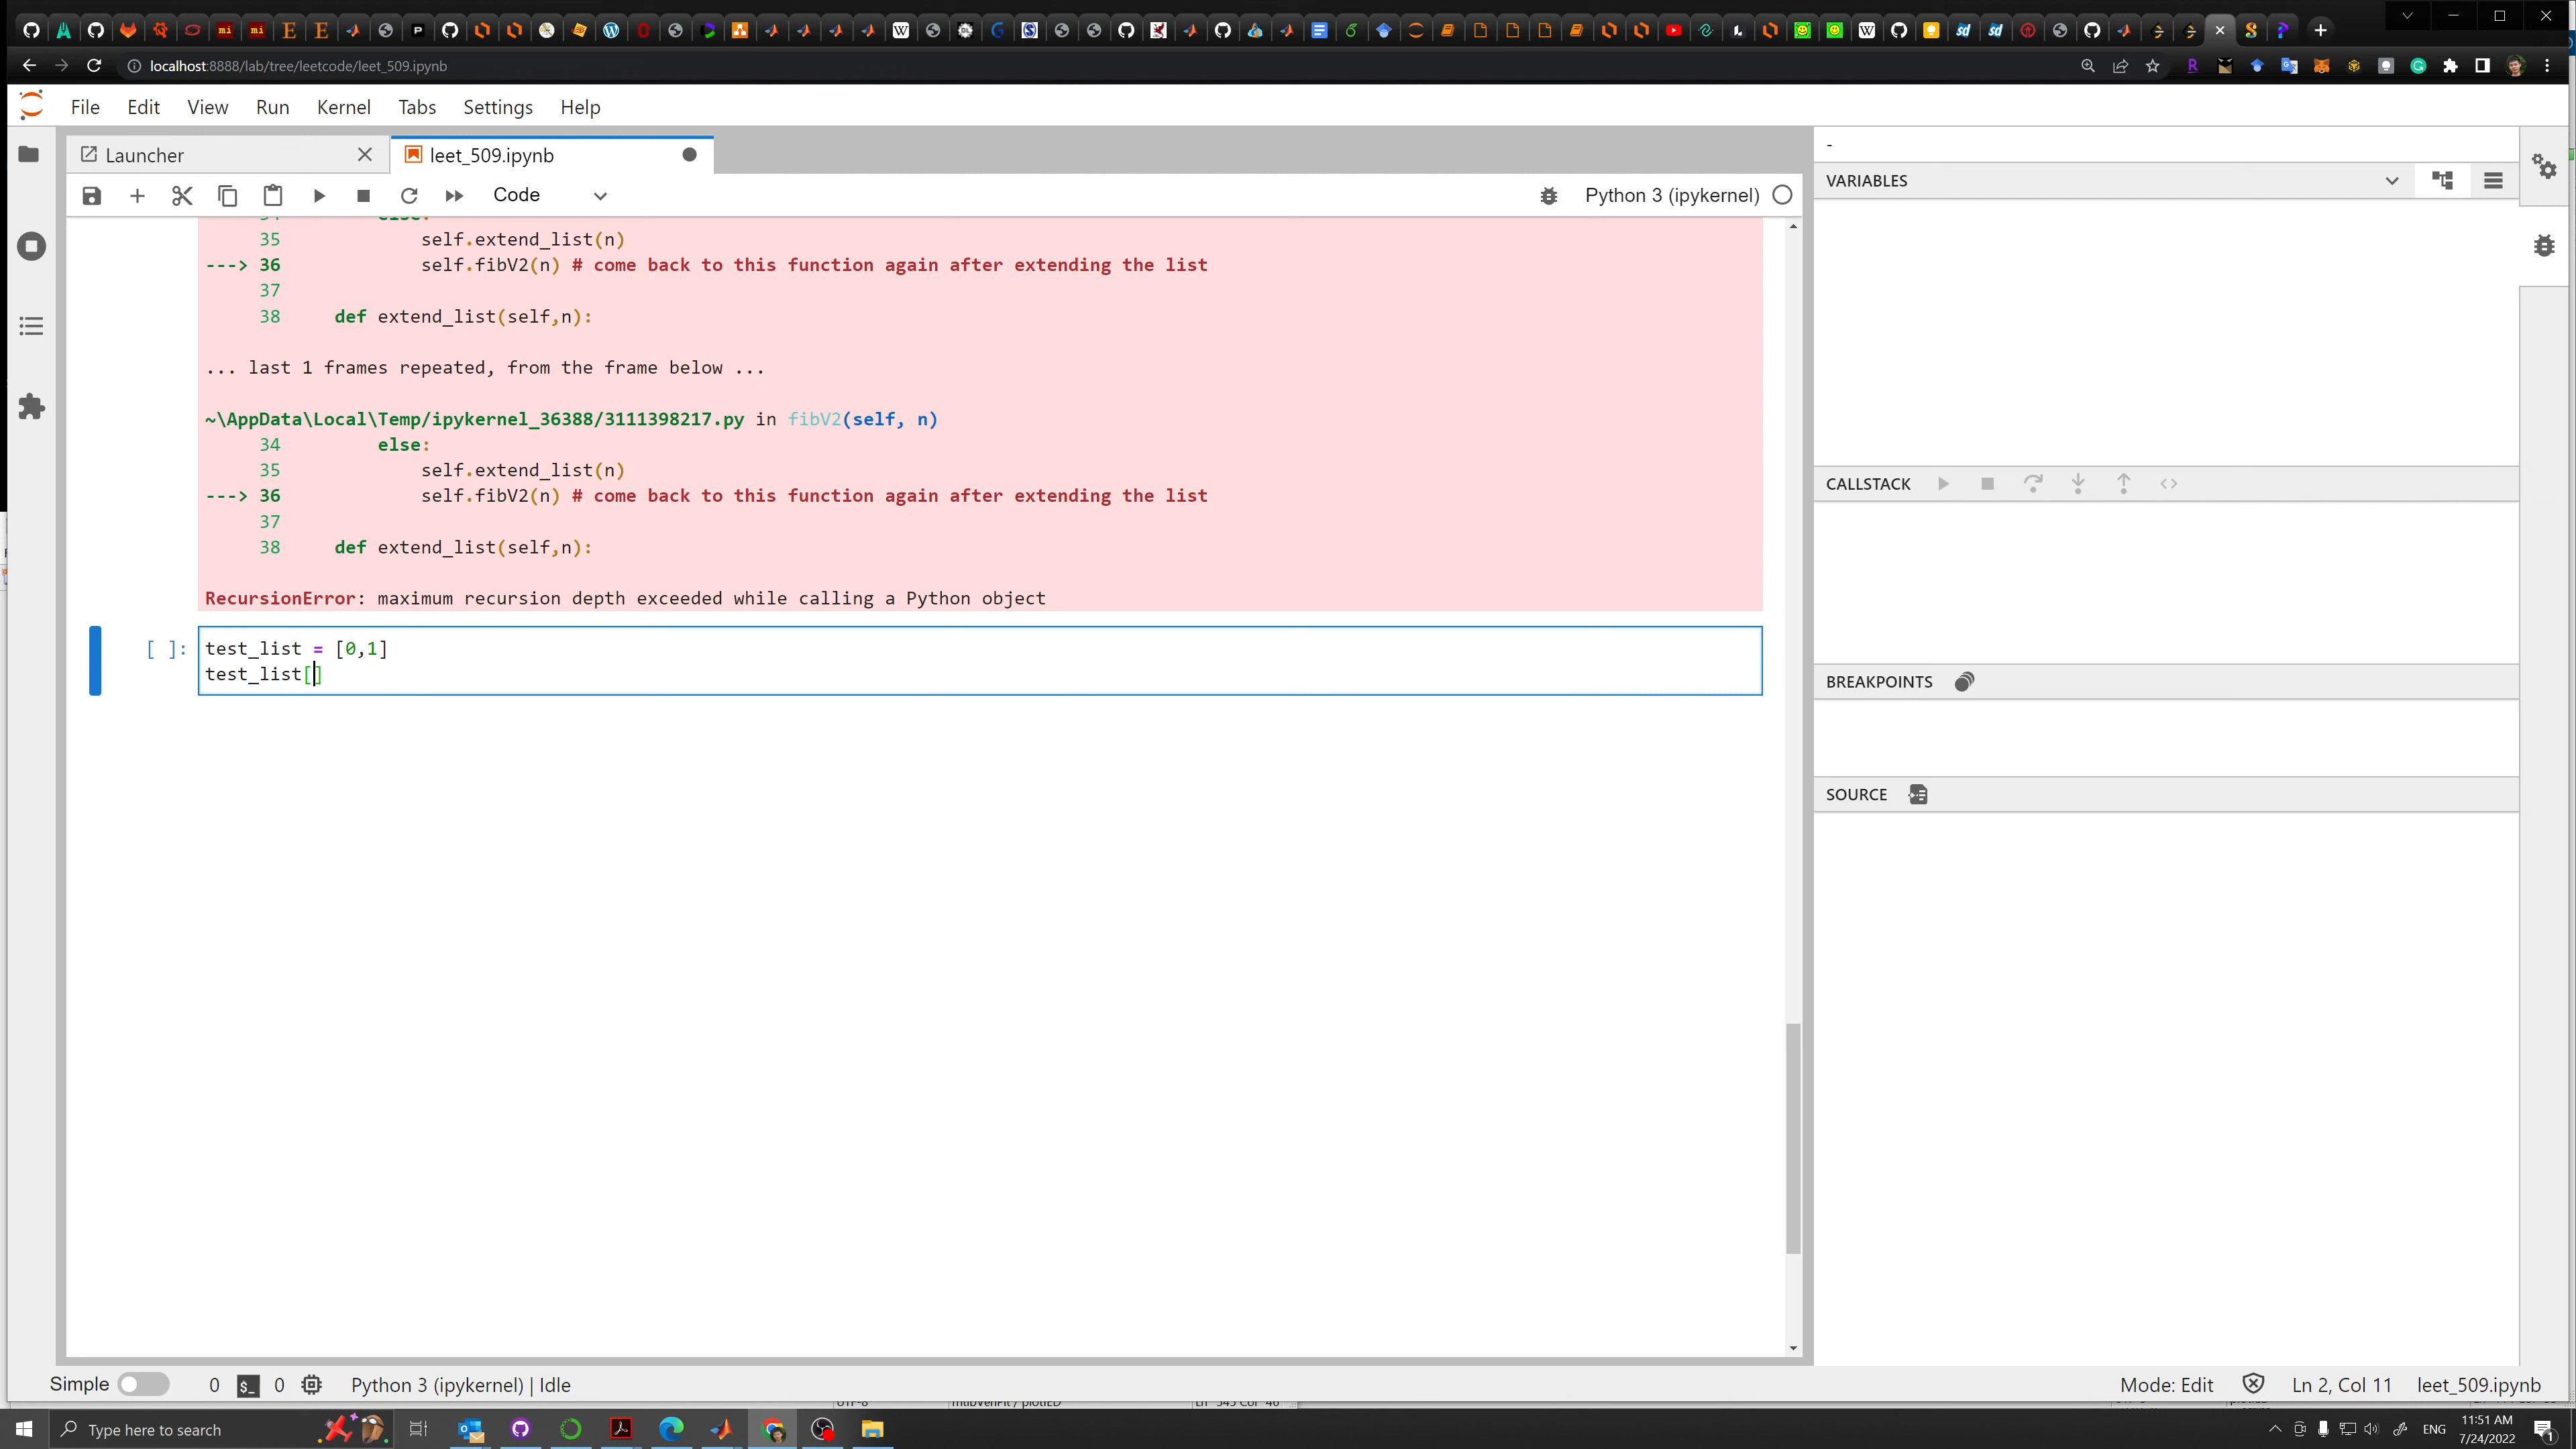 localhost:8888/lab/tree/leetcode/leet_509.ipynb
File Edit View Run Kernel Tabs Settings Help
Launcher
leet_509.ipynb
Code
Python 3 (ipykernel)
34 else:
35 self.extend_list(n)
---> 36 self.fibV2(n) # come back to this function again after extending the list
37
38 def extend_list(self,n):
... last 1 frames repeated, from the frame below ...
~\AppData\Local\Temp/ipykernel_36388/3111398217.py in fibV2(self, n)
34 else:
35 self.extend_list(n)
---> 36 self.fibV2(n) # come back to this function again after extending the list
37
38 def extend_list(self,n):
RecursionError: maximum recursion depth exceeded while calling a Python object
[ ]: test_list = [0,1]
test_list[]
-
VARIABLES
CALLSTACK
BREAKPOINTS
SOURCE
Simple 0 $_ 0 Python 3 (ipykernel) | Idle
Mode: Edit Ln 2, Col 11 leet_509.ipynb
Type here to search
ENG
11:51 AM
7/24/2022
1